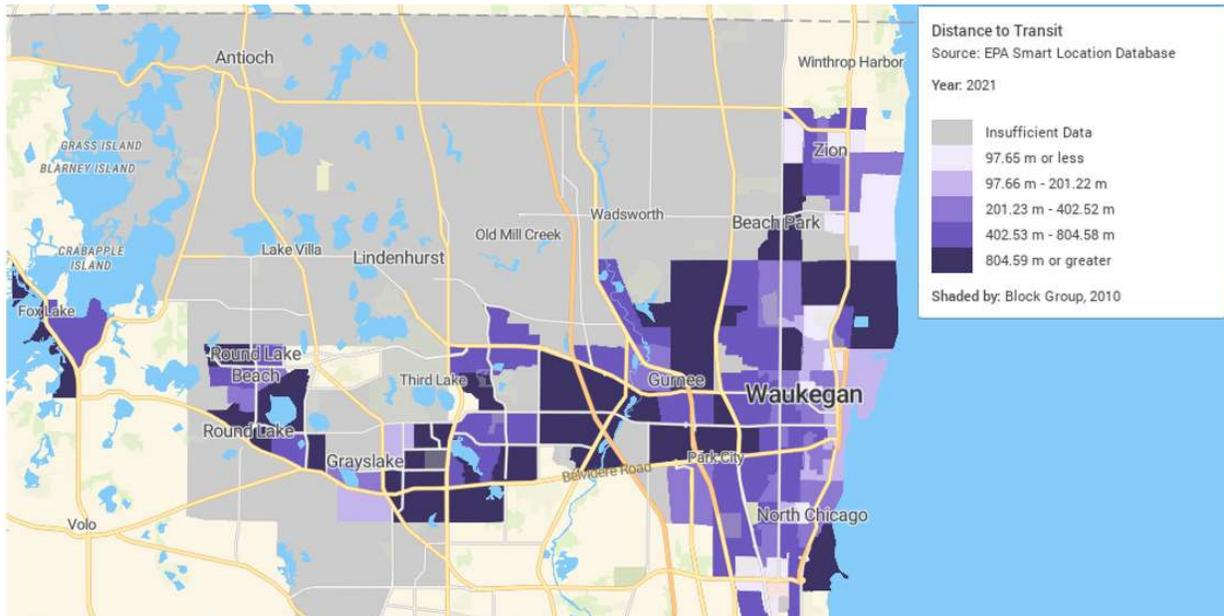 Antioch
Winthrop Harbor
GRASS ISLAND
BLARNEY ISLAND
Zion
Wadsworth
Beach Park
Old Mill Creek
Lake Villa
CRABAPPLE
ISLAND
Lindenhurst
Fox Lake
Round Lake
Beach
Third Lake
Gurnee
Waukegan
Round Lake
Grayslake
Park City
Belvidere Road
Volo
North Chicago
Distance to Transit
Source: EPA Smart Location Database
Year: 2021
Insufficient Data
97.65 m or less
97.66 m - 201.22 m
201.23 m - 402.52 m
402.53 m - 804.58 m
804.59 m or greater
Shaded by: Block Group, 2010